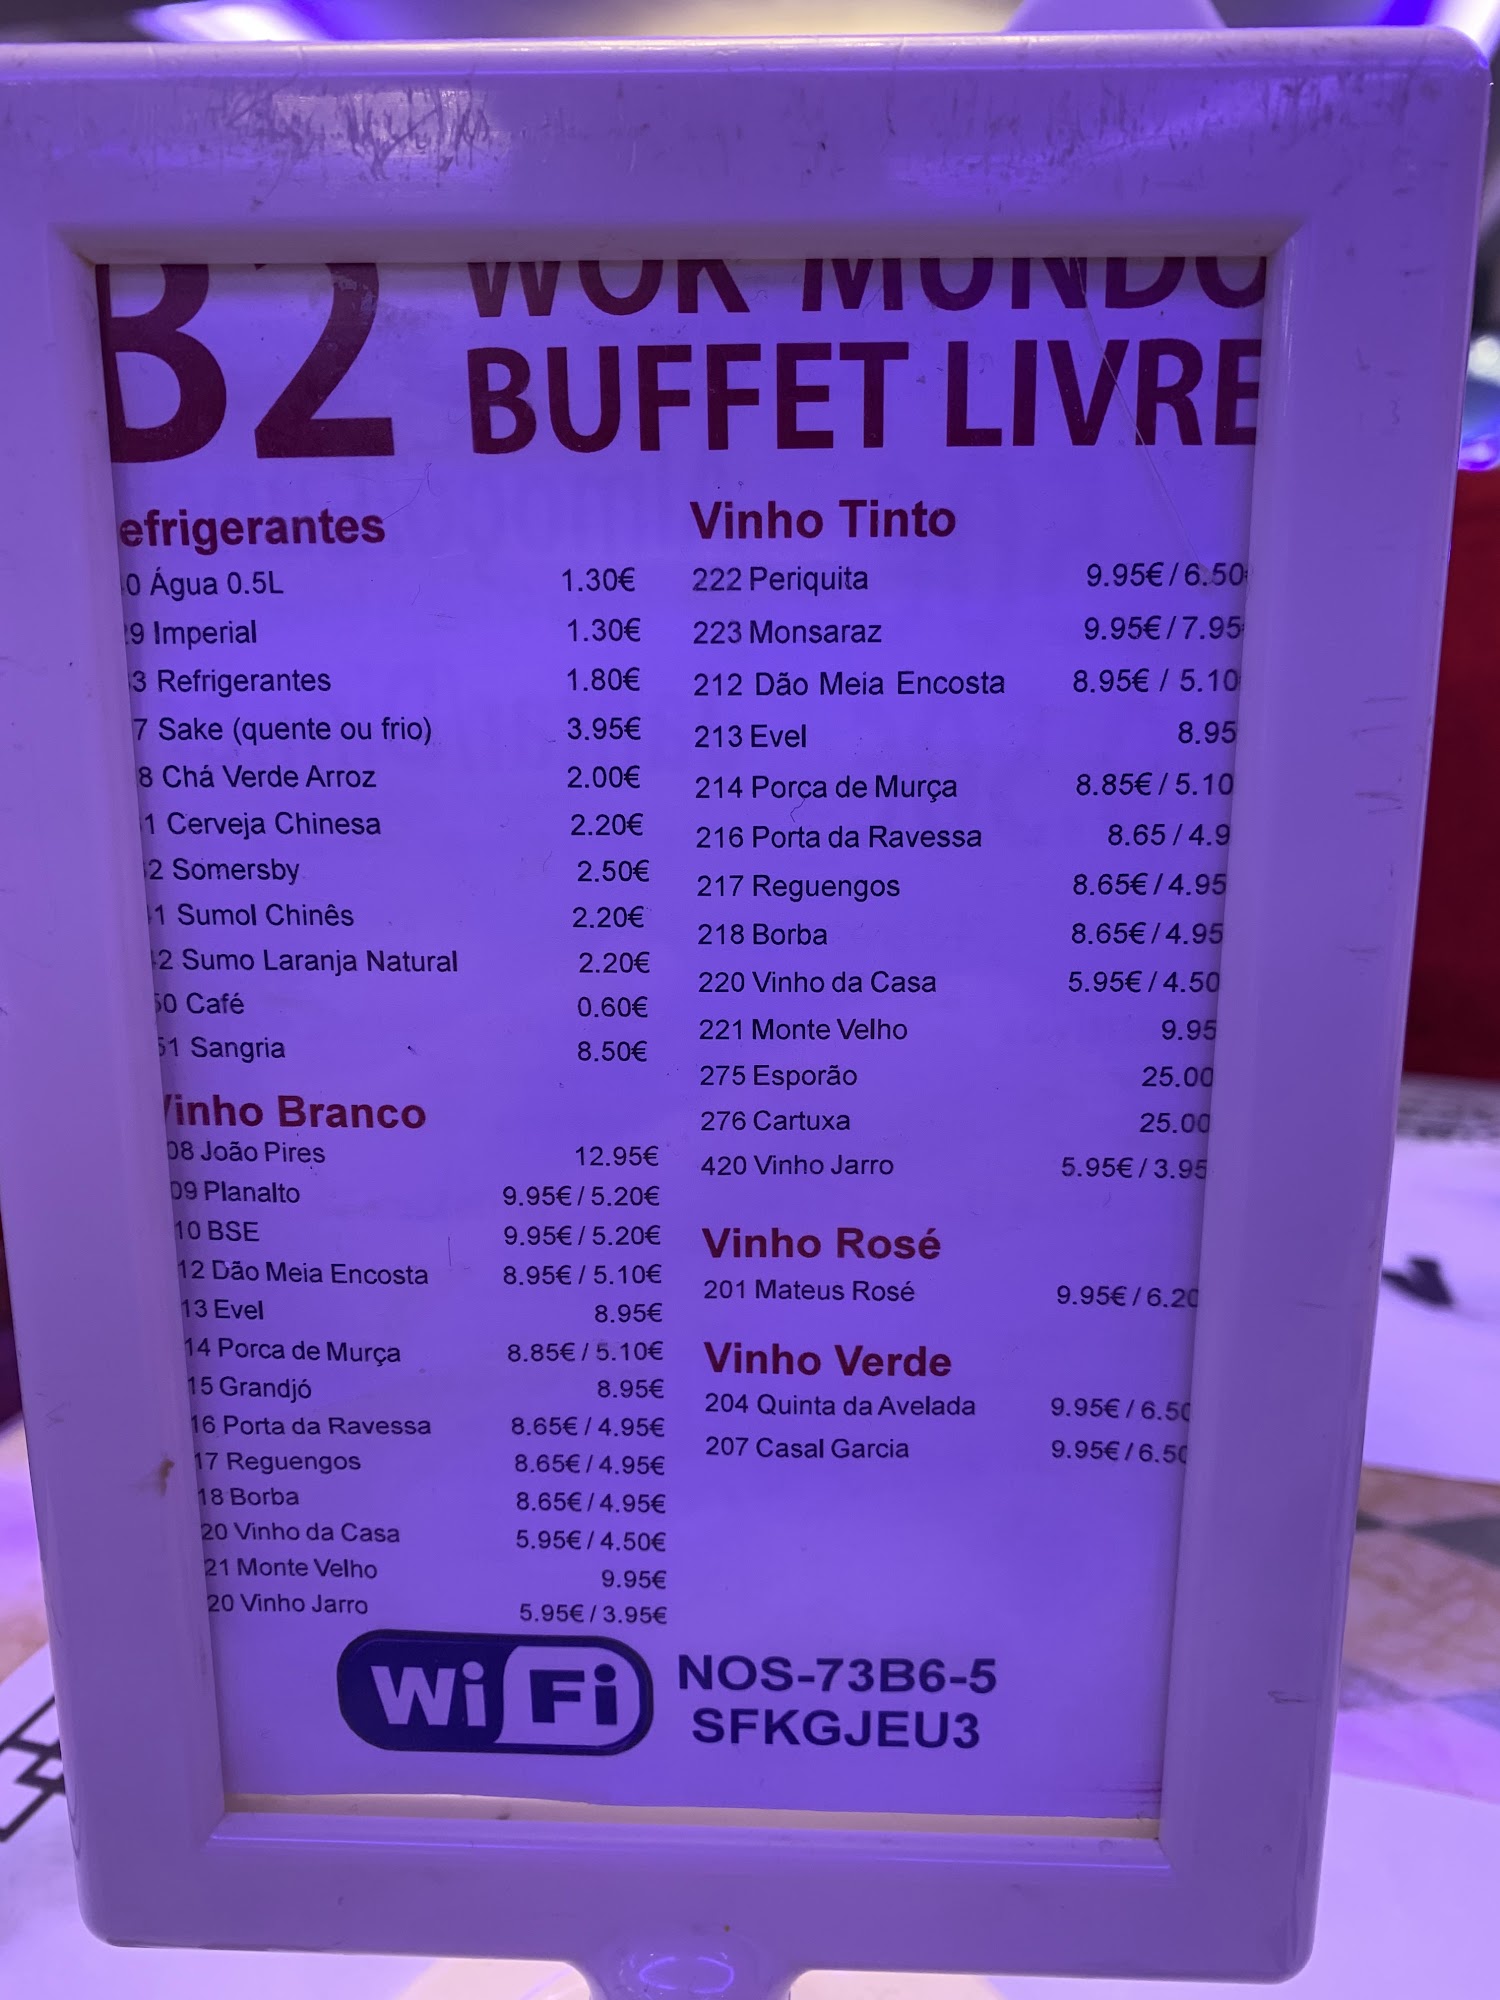 B2 WOK MUNDO
BUFFET LIVRE
efrigerantes
0 Água 0.5L 1.30€
9 Imperial 1.30€
3 Refrigerantes 1.80€
7 Sake (quente ou frio) 3.95€
8 Chá Verde Arroz 2.00€
1 Cerveja Chinesa 2.20€
2 Somersby 2.50€
1 Sumol Chinês 2.20€
2 Sumo Laranja Natural 2.20€
50 Café 0.60€
51 Sangria 8.50€
Vinho Branco
08 João Pires 12.95€
09 Planalto 9.95€ / 5.20€
10 BSE 9.95€ / 5.20€
12 Dão Meia Encosta 8.95€ / 5.10€
13 Evel 8.95€
14 Porca de Murça 8.85€ / 5.10€
15 Grandjó 8.95€
16 Porta da Ravessa 8.65€ / 4.95€
17 Reguengos 8.65€ / 4.95€
18 Borba 8.65€ / 4.95€
20 Vinho da Casa 5.95€ / 4.50€
21 Monte Velho 9.95€
20 Vinho Jarro 5.95€ / 3.95€
Vinho Tinto
222 Periquita 9.95€ / 6.50
223 Monsaraz 9.95€ / 7.95
212 Dão Meia Encosta 8.95€ / 5.10
213 Evel 8.95
214 Porca de Murça 8.85€ / 5.10
216 Porta da Ravessa 8.65 / 4.9
217 Reguengos 8.65€ / 4.95
218 Borba 8.65€ / 4.95
220 Vinho da Casa 5.95€ / 4.50
221 Monte Velho 9.95
275 Esporão 25.00
276 Cartuxa 25.00
420 Vinho Jarro 5.95€ / 3.95
Vinho Rosé
201 Mateus Rosé 9.95€ / 6.20
Vinho Verde
204 Quinta da Avelada 9.95€ / 6.50
207 Casal Garcia 9.95€ / 6.50
WiFi NOS-73B6-5
SFKGJEU3